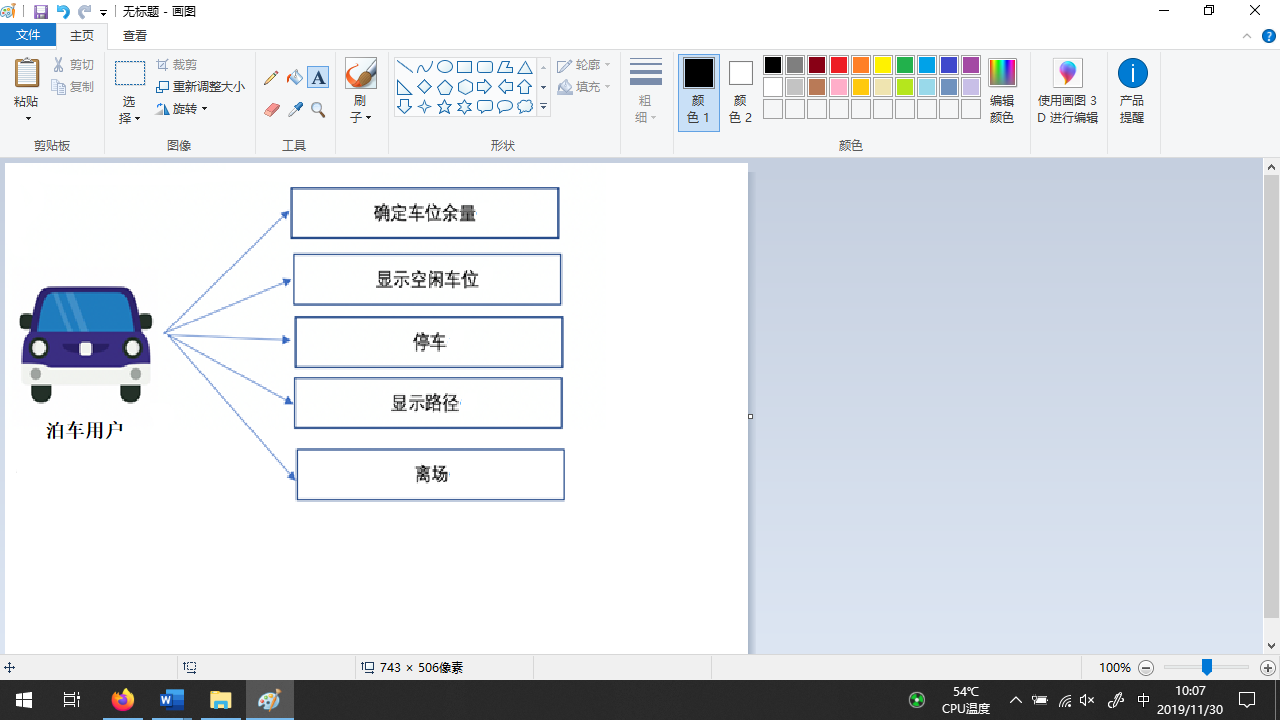 无标题 - 画图
文件
主页
查看
粘贴
剪切
复制
剪贴板
选
择
裁剪
重新调整大小
旋转
图像
A
工具
刷
子
形状
轮廓
填充
粗
细
颜
色 1
颜
色 2
颜色
编辑
颜色
使用画图 3
D 进行编辑
产品
提醒
确定车位余量
显示空闲车位
停车
显示路径
离场
泊车用户
743 × 506像素
100%
54℃
CPU温度
中
10:07
2019/11/30